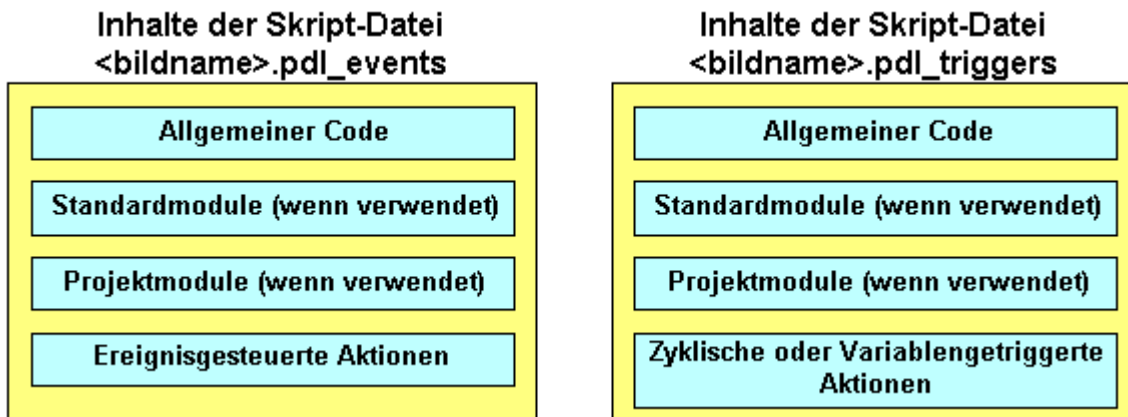 Inhalte der Skript-Datei
<bildname>.pdl_events
Allgemeiner Code
Standardmodule (wenn verwendet)
Projektmodule (wenn verwendet)
Ereignisgesteuerte Aktionen
Inhalte der Skript-Datei
<bildname>.pdl_triggers
Allgemeiner Code
Standardmodule (wenn verwendet)
Projektmodule (wenn verwendet)
Zyklische oder Variablengetriggerte
Aktionen